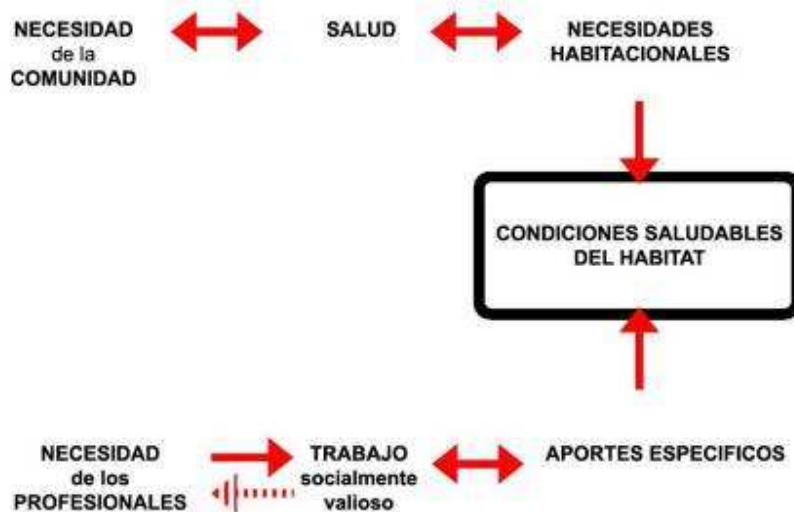 NECESIDAD
de la
COMUNIDAD
SALUD
NECESIDADES
HABITACIONALES
CONDICIONES SALUDABLES
DEL HABITAT
NECESIDAD
de los
PROFESIONALES
TRABAJO
socialmente
valioso
APORTES ESPECIFICOS